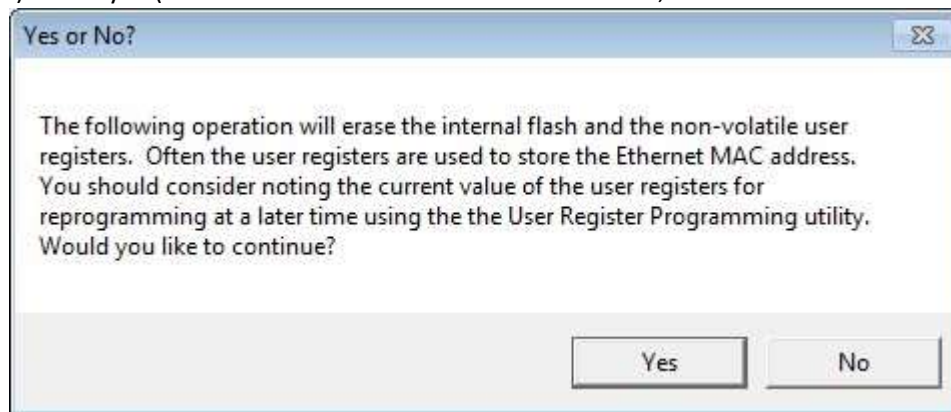 Yes or No?
The following operation will erase the internal flash and the non-volatile user
registers. Often the user registers are used to store the Ethernet MAC address.
You should consider noting the current value of the user registers for
reprogramming at a later time using the the User Register Programming utility.
Would you like to continue?
Yes No